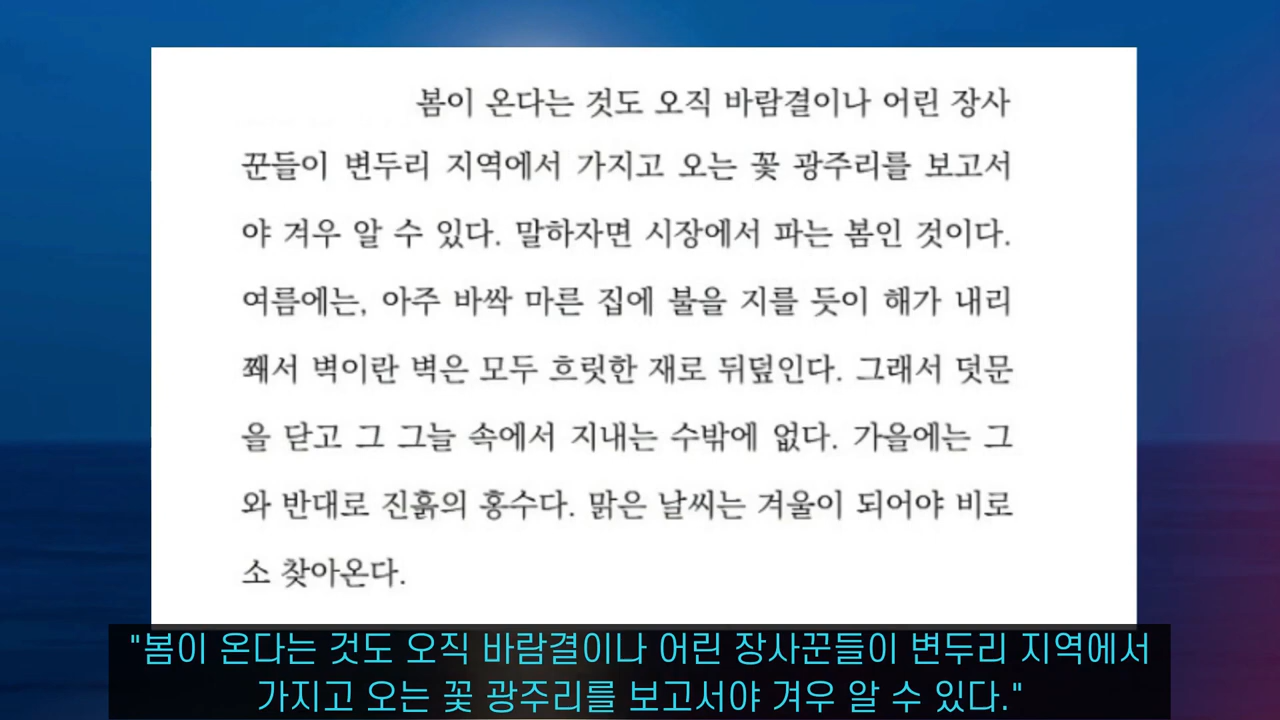 봄이 온다는 것도 오직 바람결이나 어린 장사
꾼들이 변두리 지역에서 가지고 오는 꽃 광주리를 보고서
야 겨우 알 수 있다. 말하자면 시장에서 파는 봄인 것이다.
여름에는, 아주 바싹 마른 집에 불을 지를 듯이 해가 내리
쫴서 벽이란 벽은 모두 흐릿한 재로 뒤덮인다. 그래서 덧문
을 닫고 그 그늘 속에서 지내는 수밖에 없다. 가을에는 그
와 반대로 진흙의 홍수다. 맑은 날씨는 겨울이 되어야 비로
소 찾아온다.
"봄이 온다는 것도 오직 바람결이나 어린 장사꾼들이 변두리 지역에서
가지고 오는 꽃 광주리를 보고서야 겨우 알 수 있다."